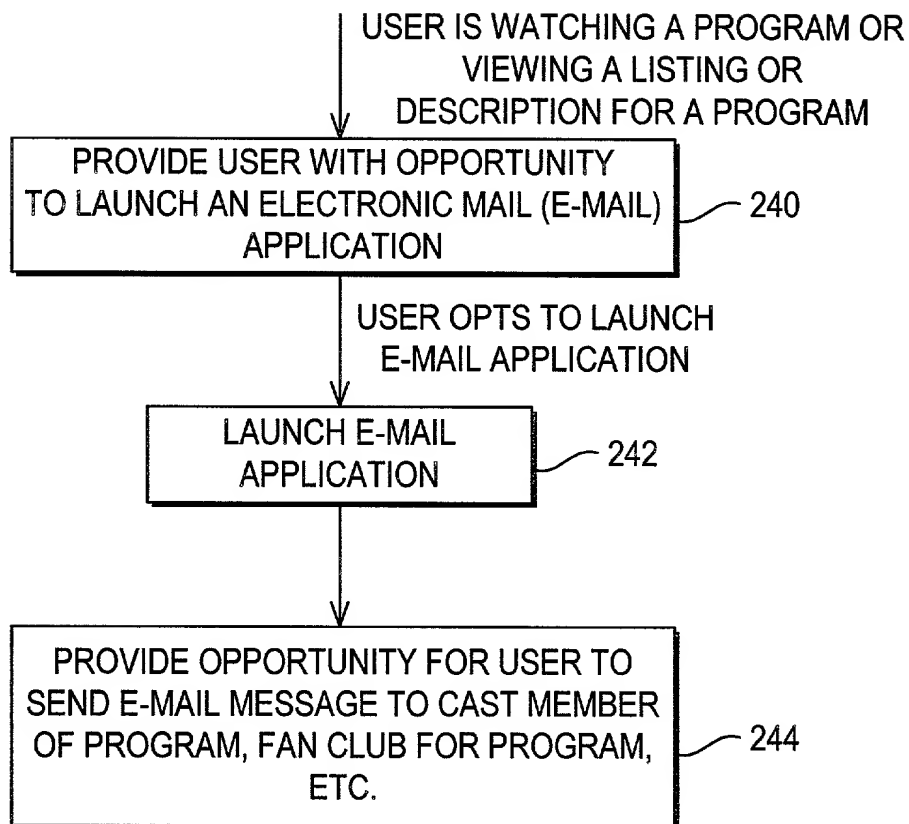 USER IS WATCHING A PROGRAM OR
VIEWING A LISTING OR
DESCRIPTION FOR A PROGRAM
PROVIDE USER WITH OPPORTUNITY
TO LAUNCH AN ELECTRONIC MAIL (E-MAIL)
APPLICATION
240
USER OPTS TO LAUNCH
E-MAIL APPLICATION
LAUNCH E-MAIL
APPLICATION
242
PROVIDE OPPORTUNITY FOR USER TO
SEND E-MAIL MESSAGE TO CAST MEMBER
OF PROGRAM, FAN CLUB FOR PROGRAM,
ETC.
244